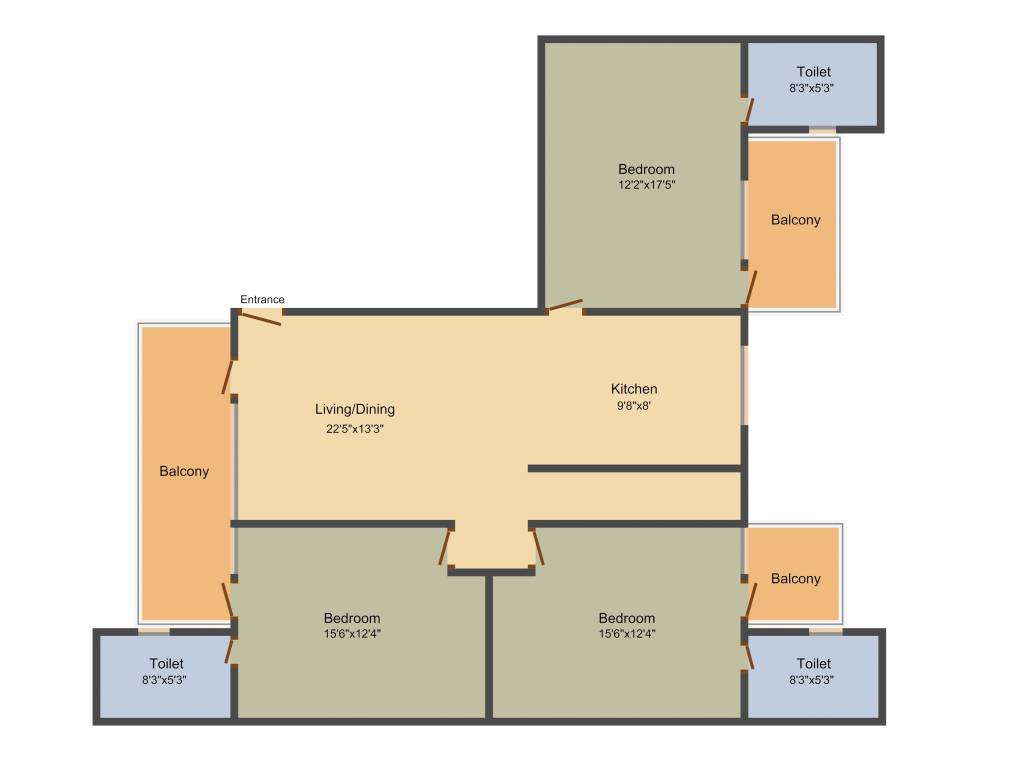 Toilet
8'3"x5'3"
Bedroom
12'2"x17'5"
Balcony
Entrance
Kitchen
9'8"x8'
Living/Dining
22'5"x13'3"
Balcony
Balcony
Bedroom
15'6"x12'4"
Bedroom
15'6"x12'4"
Toilet
8'3"x5'3"
Toilet
8'3"x5'3"